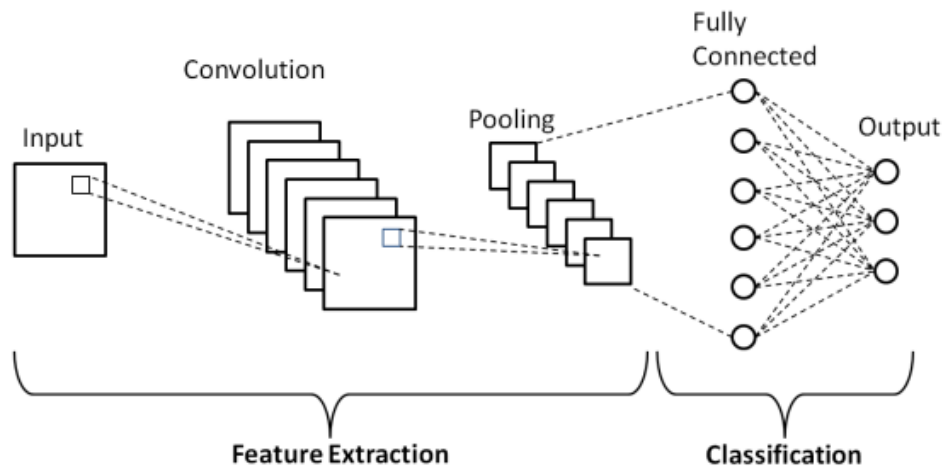 Input
Convolution
Pooling
Fully
Connected
Output
Feature Extraction
Classification